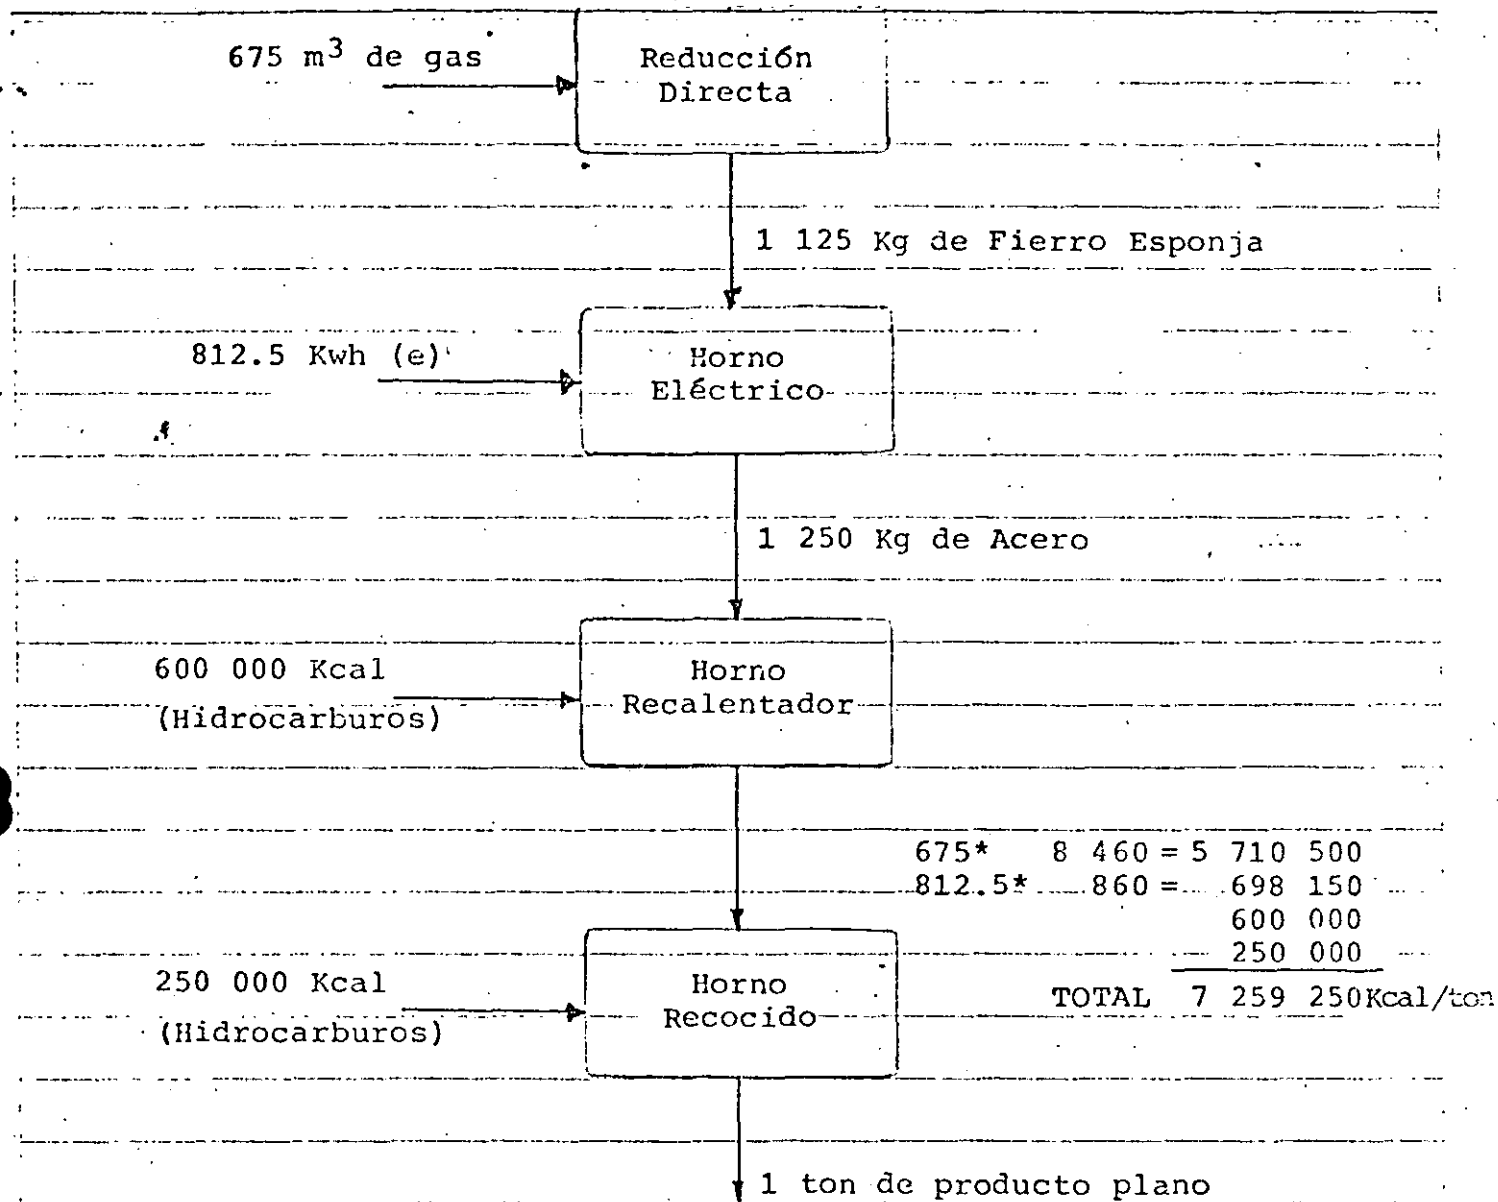 675 m3 de gas
Reducción
Directa
1 125 Kg de Fierro Esponja
812.5 Kwh (e)
Horno
Eléctrico
1 250 Kg de Acero
600 000 Kcal
(Hidrocarburos)
Horno
Recalentador
675* 8 460 = 5 710 500
812.5* 860 = 698 150
600 000
250 000
TOTAL 7 259 250Kcal/ton
250 000 Kcal
(Hidrocarburos)
Horno
Recocido
1 ton de producto plano